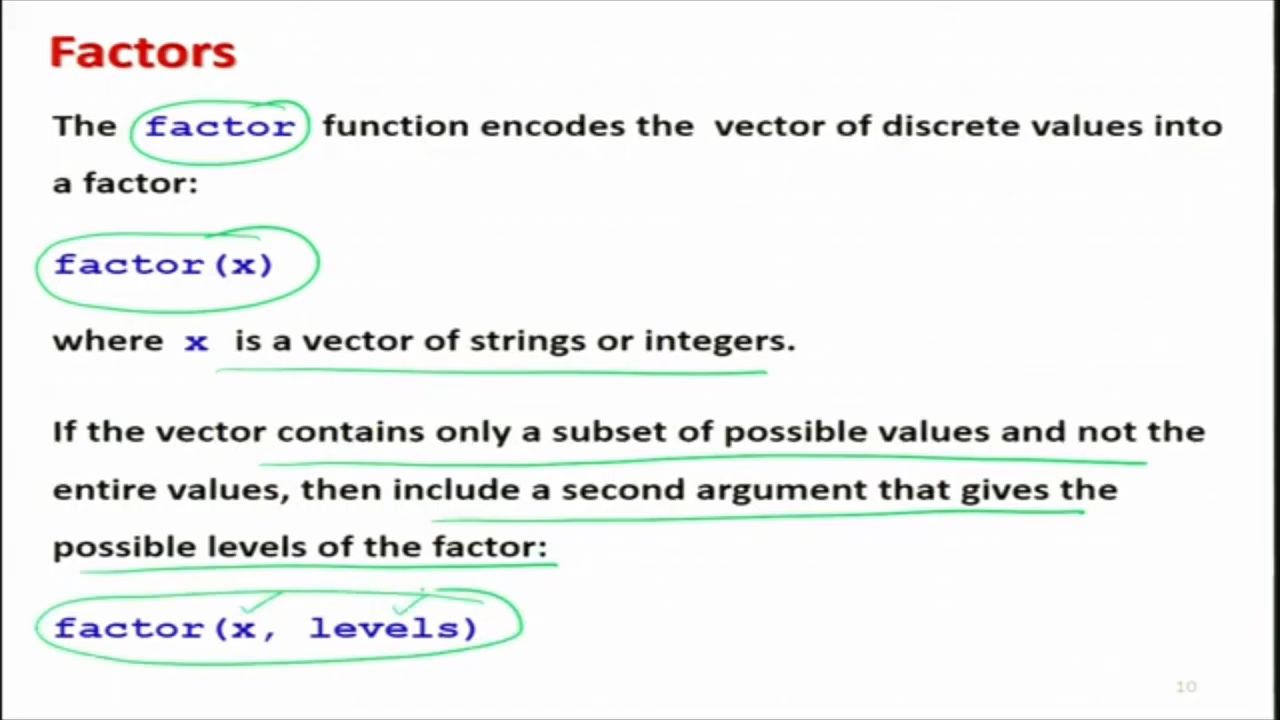 Factors
The factor function encodes the vector of discrete values into
a factor:
factor(x)
where x is a vector of strings or integers.
If the vector contains only a subset of possible values and not the
entire values, then include a second argument that gives the
possible levels of the factor:
factor(x, levels)
10